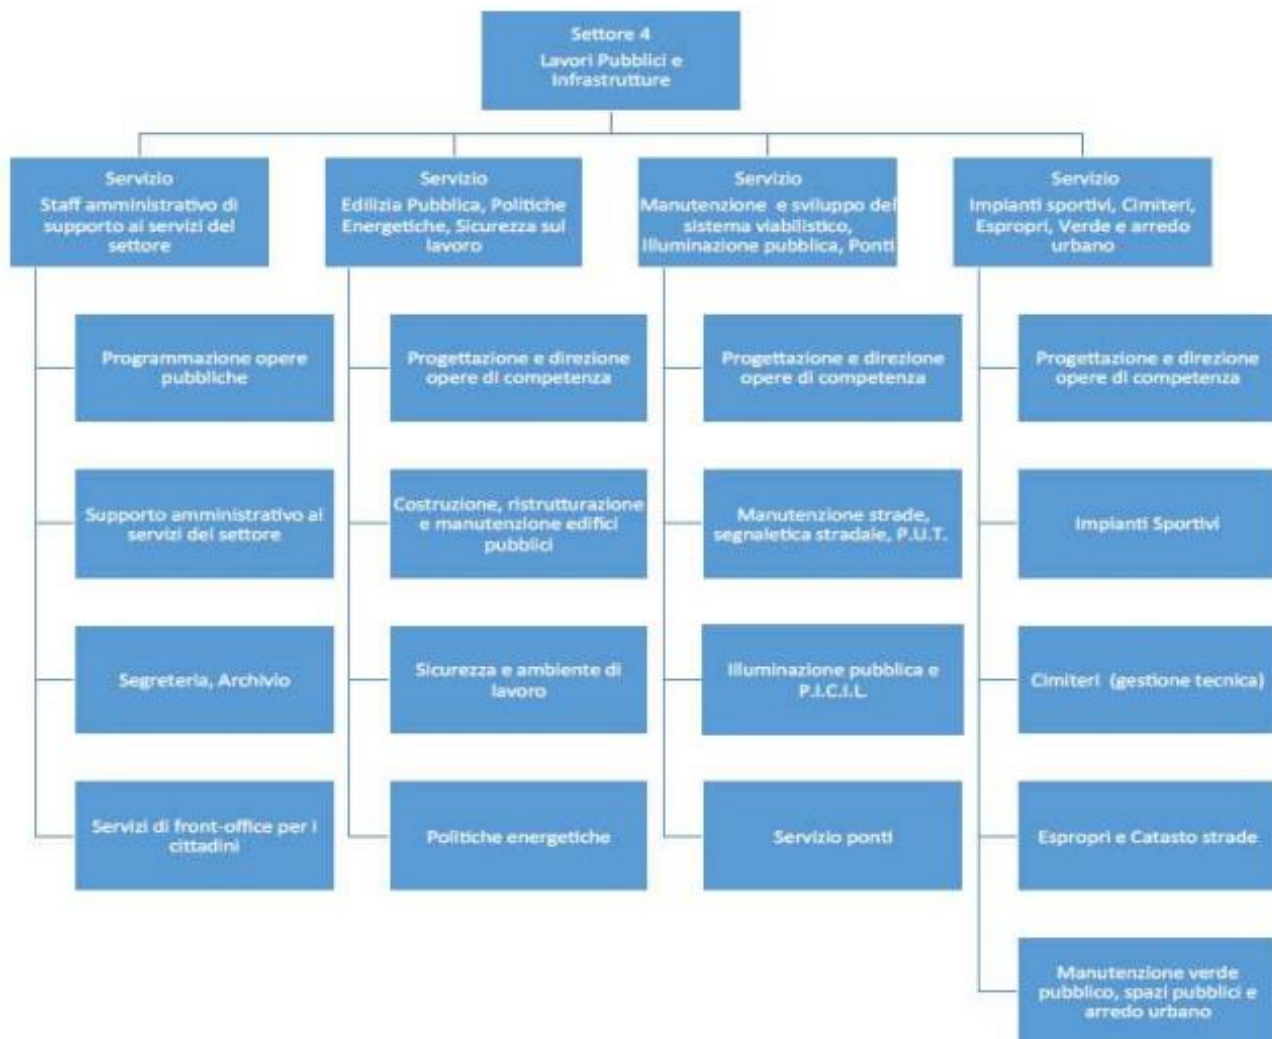 Settore 4
Lavori Pubblici e
Infrastrutture
Servizio
Staff amministrativo di
supporto ai servizi del
settore
Servizio
Edilizia Pubblica, Politiche
Energetiche, Sicurezza sul
lavoro
Servizio
Manutenzione e sviluppo del
sistema viabilistico,
Illuminazione pubblica, Ponti
Servizio
Impianti sportivi, Cimiteri,
Espropri, Verde e arredo
urbano
Programmazione opere
pubbliche
Supporto amministrativo ai
servizi del settore
Segreteria, Archivio
Servizi di front-office per i
cittadini
Progettazione e direzione
opere di competenza
Costruzione, ristrutturazione
e manutenzione edifici
pubblici
Sicurezza e ambiente di
lavoro
Politiche energetiche
Progettazione e direzione
opere di competenza
Manutenzione strade,
segnaletica stradale, P.U.T.
Illuminazione pubblica e
P.I.C.I.L.
Servizio ponti
Progettazione e direzione
opere di competenza
Impianti Sportivi
Cimiteri (gestione tecnica)
Espropri e Catasto strade
Manutenzione verde
pubblico, spazi pubblici e
arredo urbano